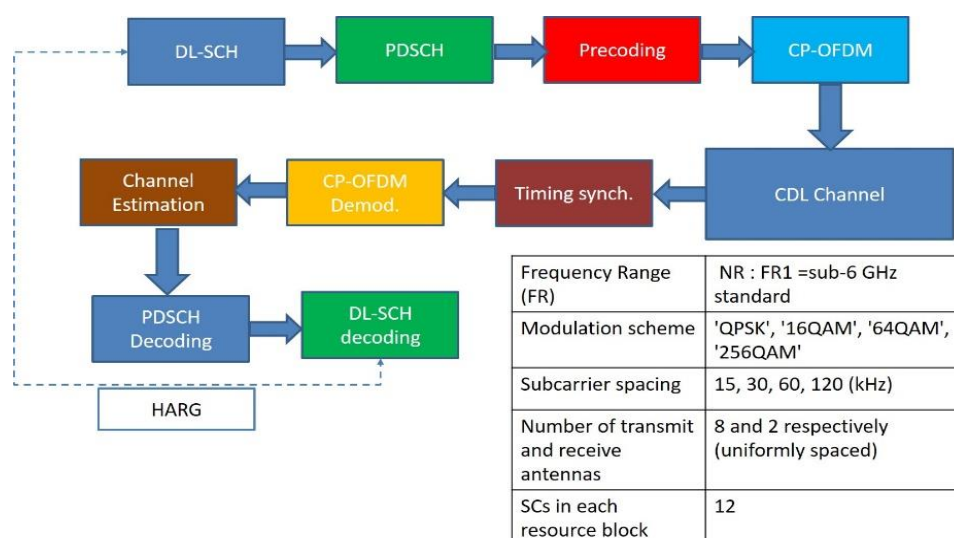 DL-SCH
PDSCH
Precoding
CP-OFDM
Channel
Estimation
CP-OFDM
Demod.
Timing synch.
CDL Channel
PDSCH
Decoding
DL-SCH
decoding
HARG
Frequency Range
(FR)
NR : FR1 =sub-6 GHz
standard
Modulation scheme
'QPSK', '16QAM', '64QAM',
'256QAM'
Subcarrier spacing
15, 30, 60, 120 (kHz)
Number of transmit
and receive
antennas
8 and 2 respectively
(uniformly spaced)
SCs in each
resource block
12